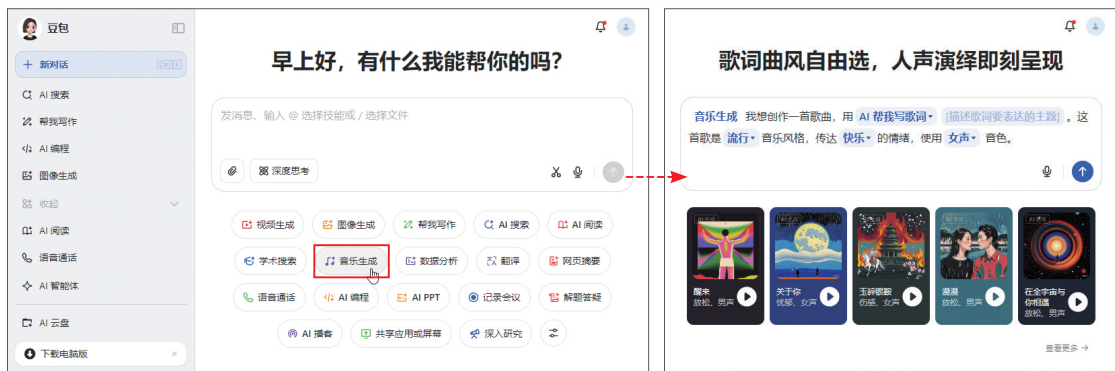 豆包
新对话 Ctrl K
AI 搜索
帮我写作
AI 编程
图像生成
收起
AI 阅读
语音通话
AI 智能体
AI 云盘
下载电脑版
早上好，有什么我能帮你的吗？
发消息、输入 @ 选择技能或 / 选择文件
深度思考
视频生成 图像生成 帮我写作 AI 搜索 AI 阅读
学术搜索 音乐生成 数据分析 翻译 网页摘要
语音通话 AI 编程 AI PPT 记录会议 解题答疑
AI 播客 共享应用或屏幕 深入研究
歌词曲风自由选，人声演绎即刻呈现
音乐生成 我想创作一首歌曲，用 AI 帮我写歌词 [描述歌词要表达的主题] 。这
首歌是 流行 音乐风格，传达 快乐 的情绪，使用 女声 音色。
醒来
放松, 男声
关于你
忧郁, 女声
玉碎银鞍
伤感, 女声
漫漫
放松, 男声
在全宇宙与
你相遇
放松, 男声
查看更多 →